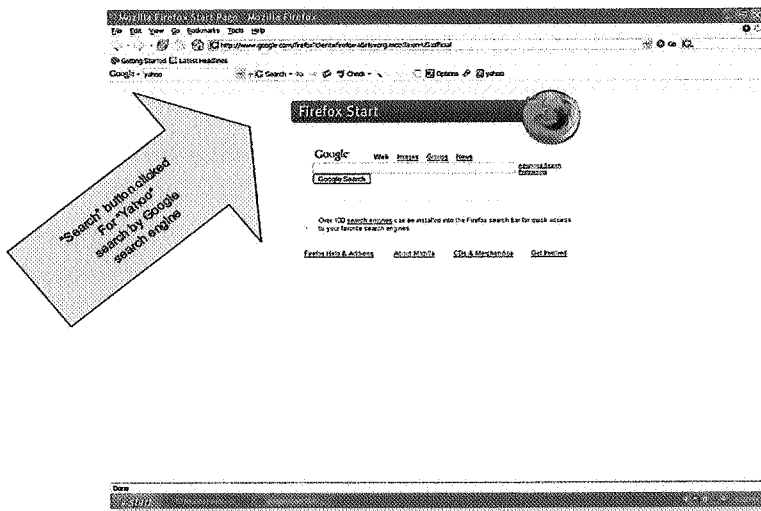 Mozilla Firefox Start Page - Mozilla Firefox
File Edit View Go Bookmarks Tools Help
Go
Getting Started Latest Headlines
Google yahoo Search Check Options yahoo
Firefox Start
Google Web Images Groups News
Advanced Search
Preferences
Google Search
Over 100 search engines can be installed into the Firefox search bar for quick access
to your favorite search engines.
Firefox Help & Add-ons About Mozilla CDs & Merchandise Get Involved
"Search" button clicked
For "Yahoo"
search by Google
search engine
Done
start